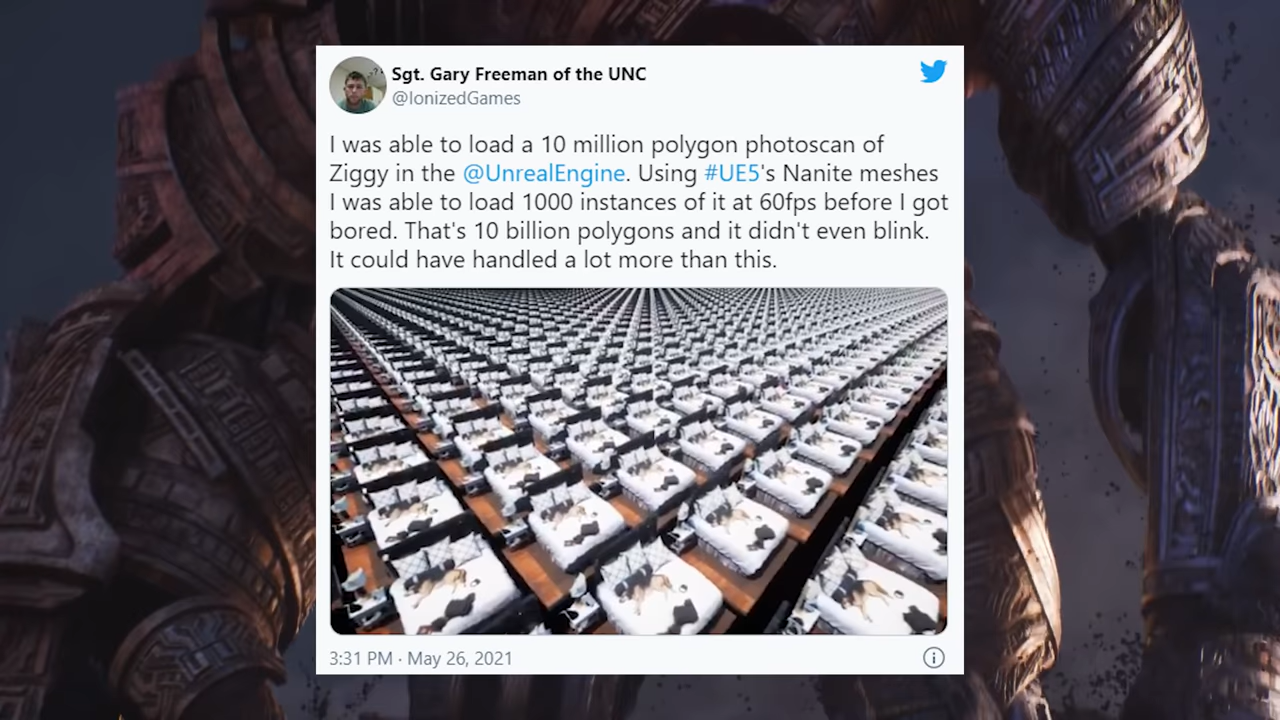 Sgt. Gary Freeman of the UNC
@IonizedGames
I was able to load a 10 million polygon photoscan of
Ziggy in the @UnrealEngine. Using #UE5's Nanite meshes
I was able to load 1000 instances of it at 60fps before I got
bored. That's 10 billion polygons and it didn't even blink.
It could have handled a lot more than this.
3:31 PM · May 26, 2021